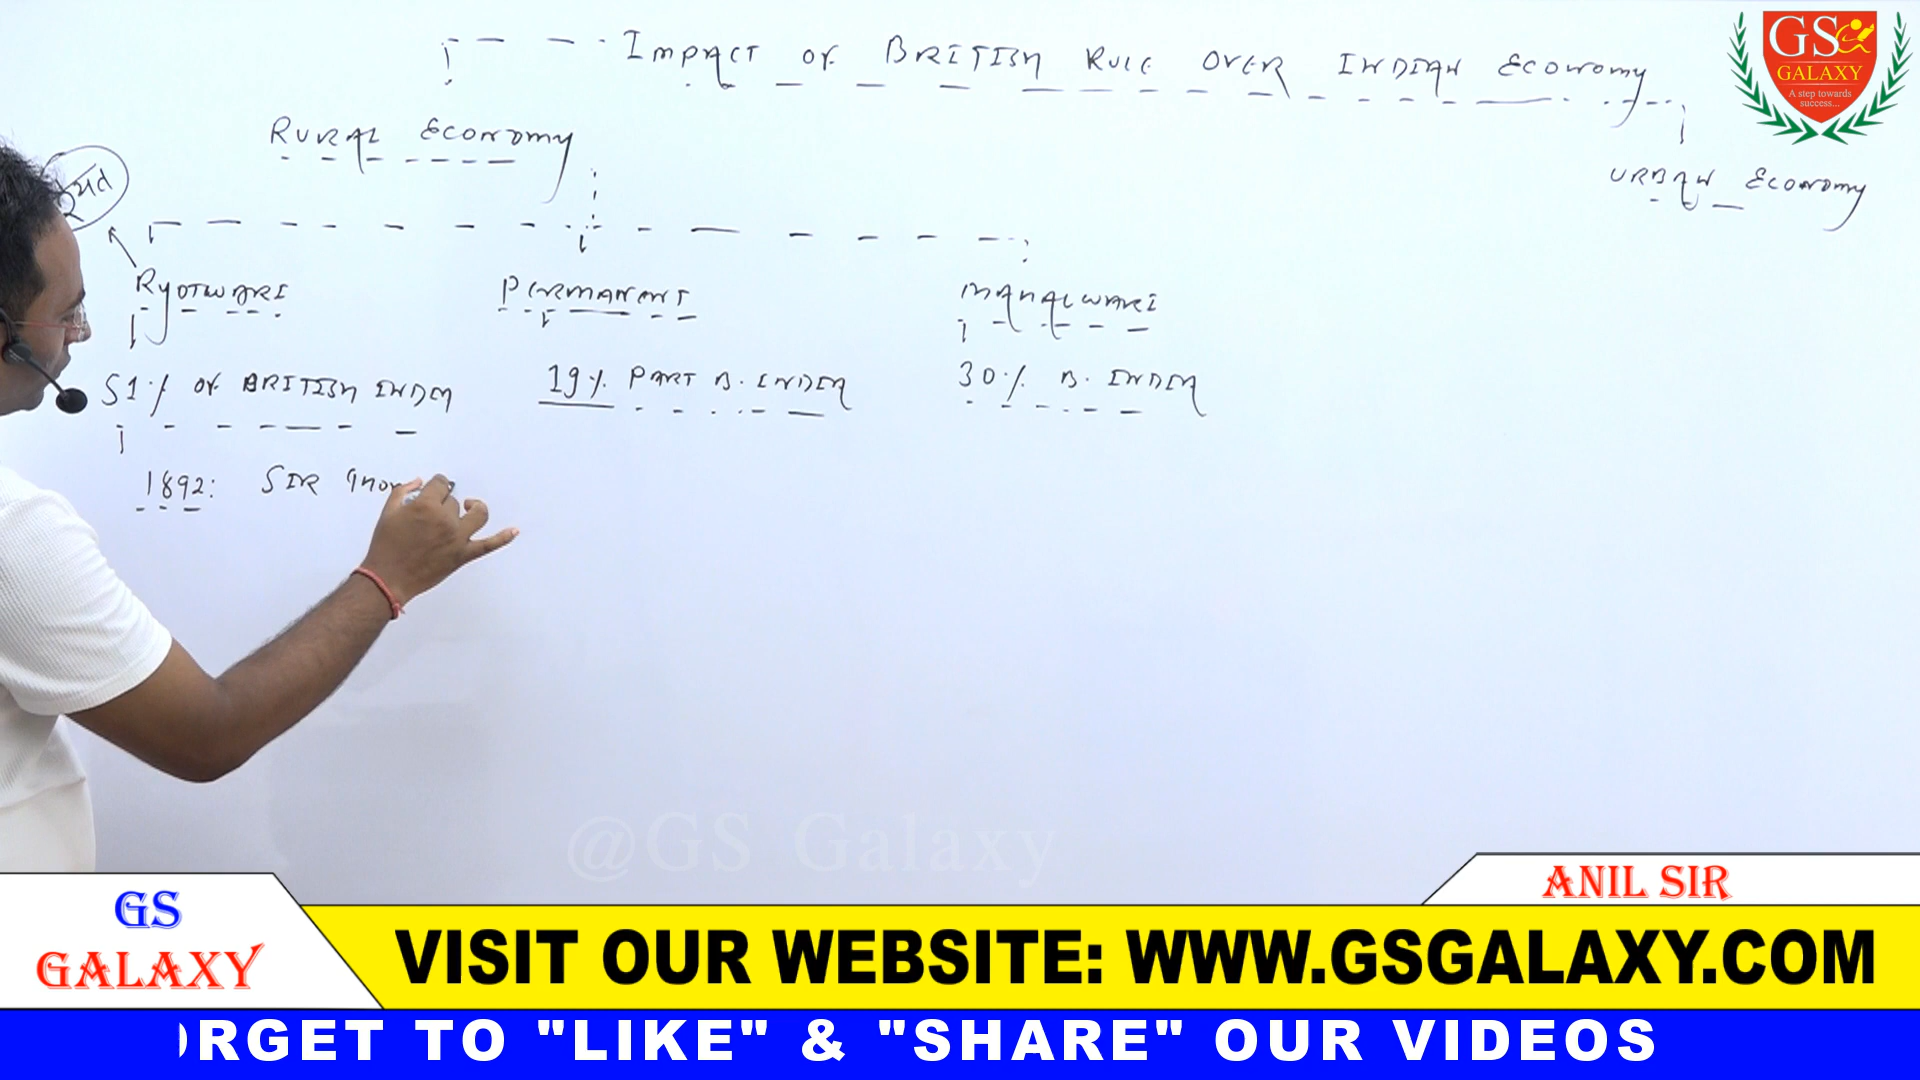 IMPACT OF BRITISH RULE OVER INDIAN ECONOMY
GS
GALAXY
A step towards
success...
RURAL ECONOMY
URBAN ECONOMY
RYOTWARI PERMANENT MAHALWARI
51% OF BRITISH INDIA 19% PART B. INDIA 30% B. INDIA
1892: SIR
@GS Galaxy
ANIL SIR
GS
GALAXY
VISIT OUR WEBSITE: WWW.GSGALAXY.COM
RGET TO "LIKE" & "SHARE" OUR VIDEOS